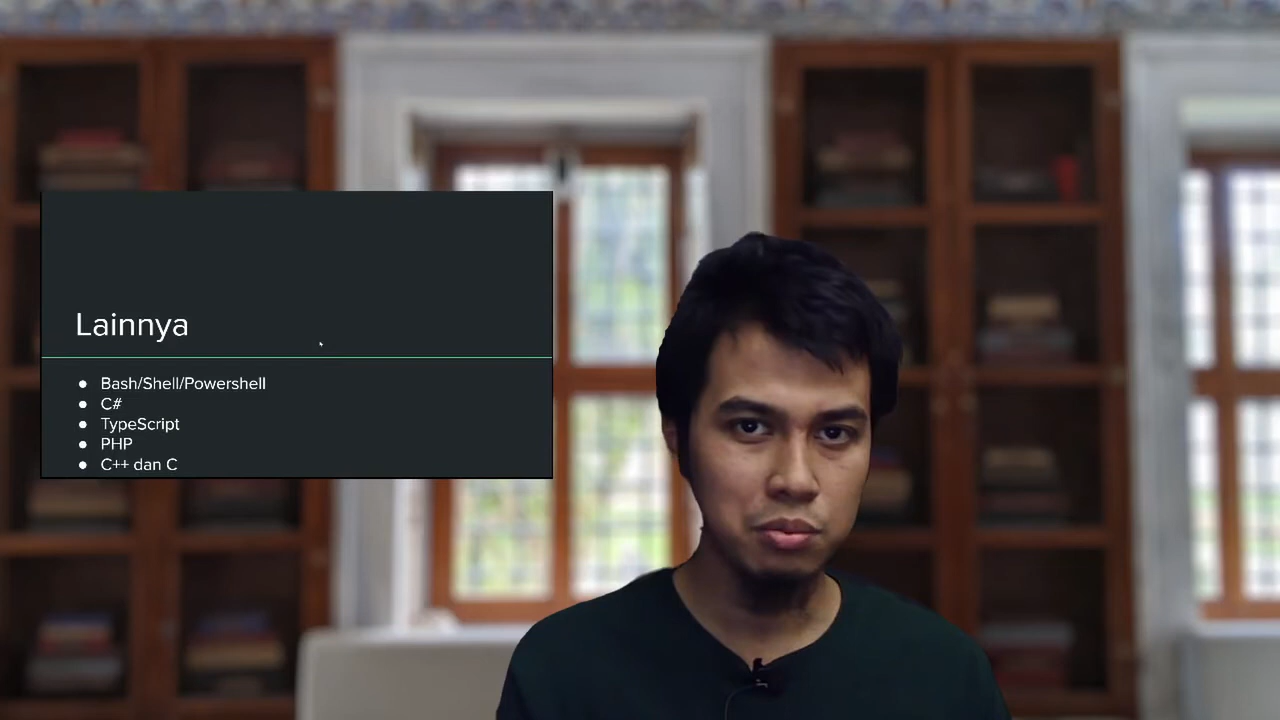 Lainnya
Bash/Shell/Powershell
C#
TypeScript
PHP
C++ dan C